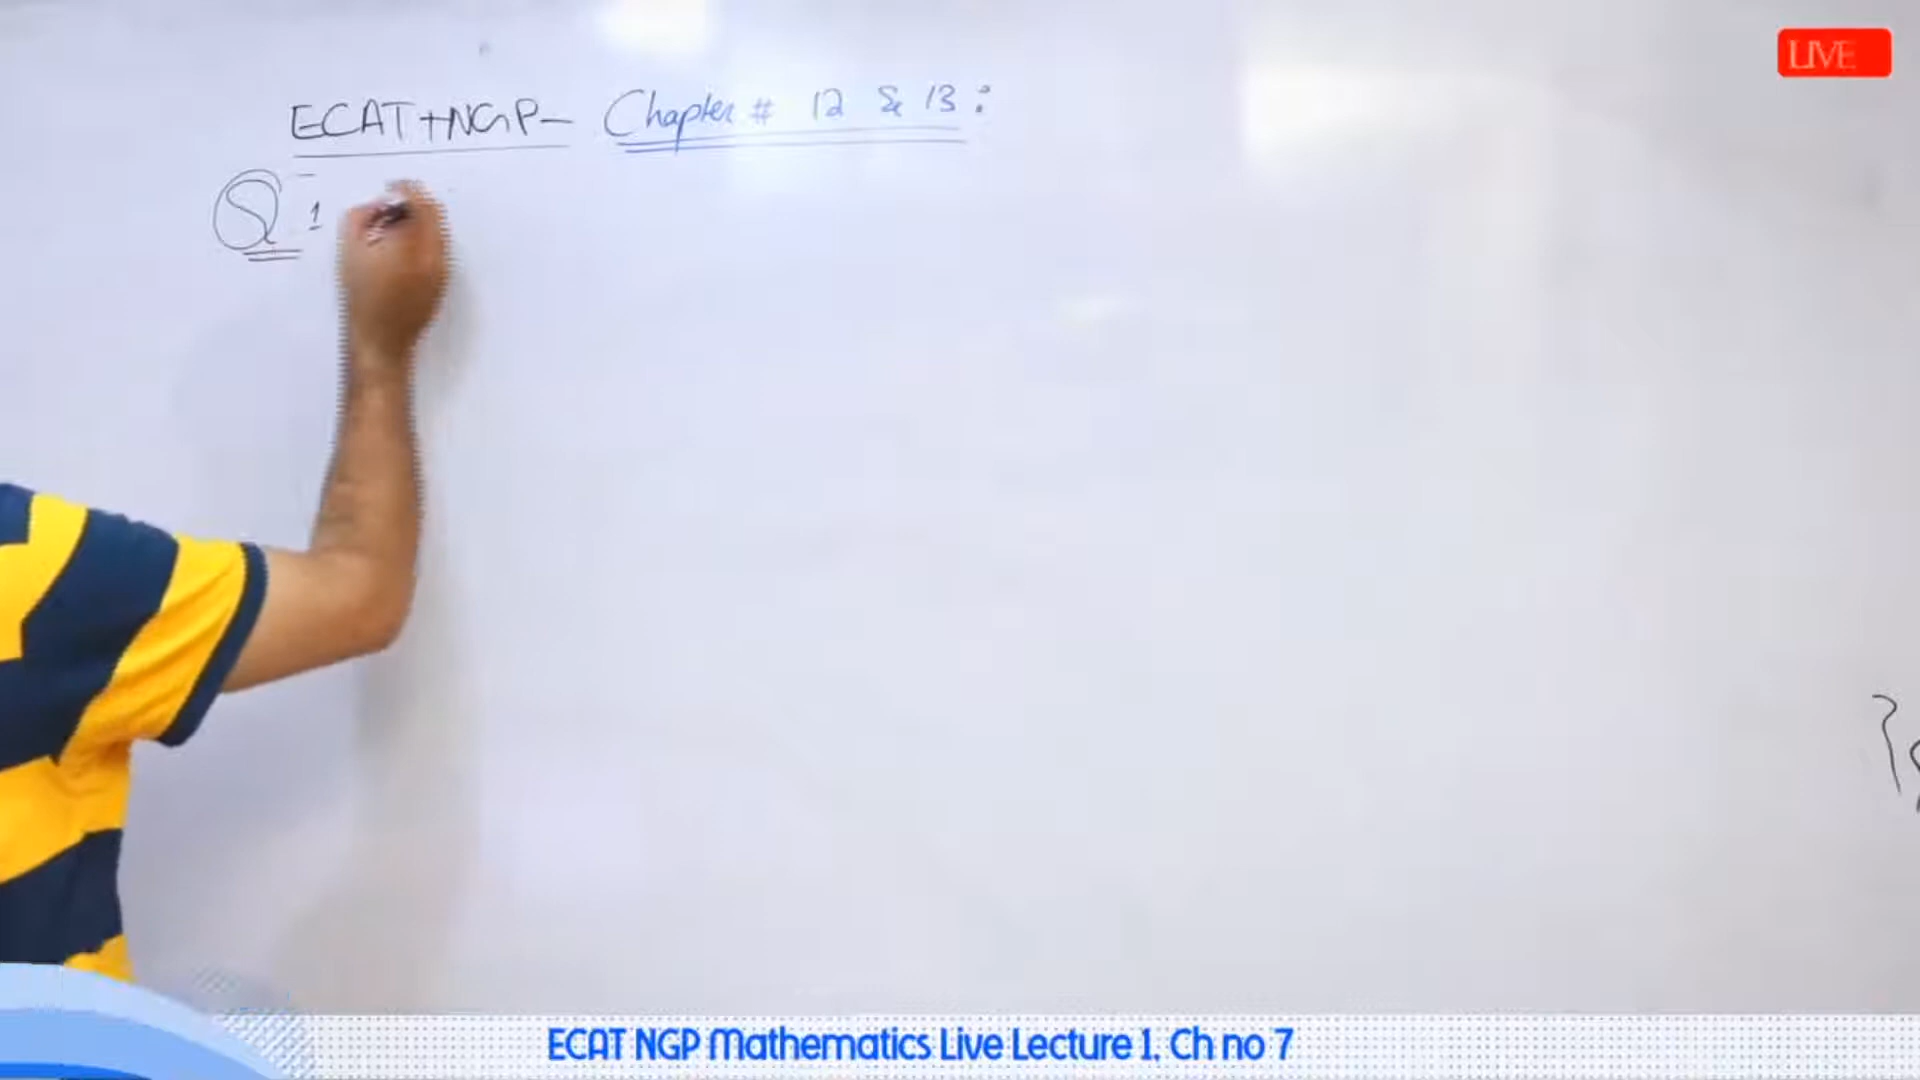 LIVE
ECAT+NGP- Chapter # 12 & 13:
Q 1
ECAT NGP Mathematics Live Lecture 1, Ch no 7